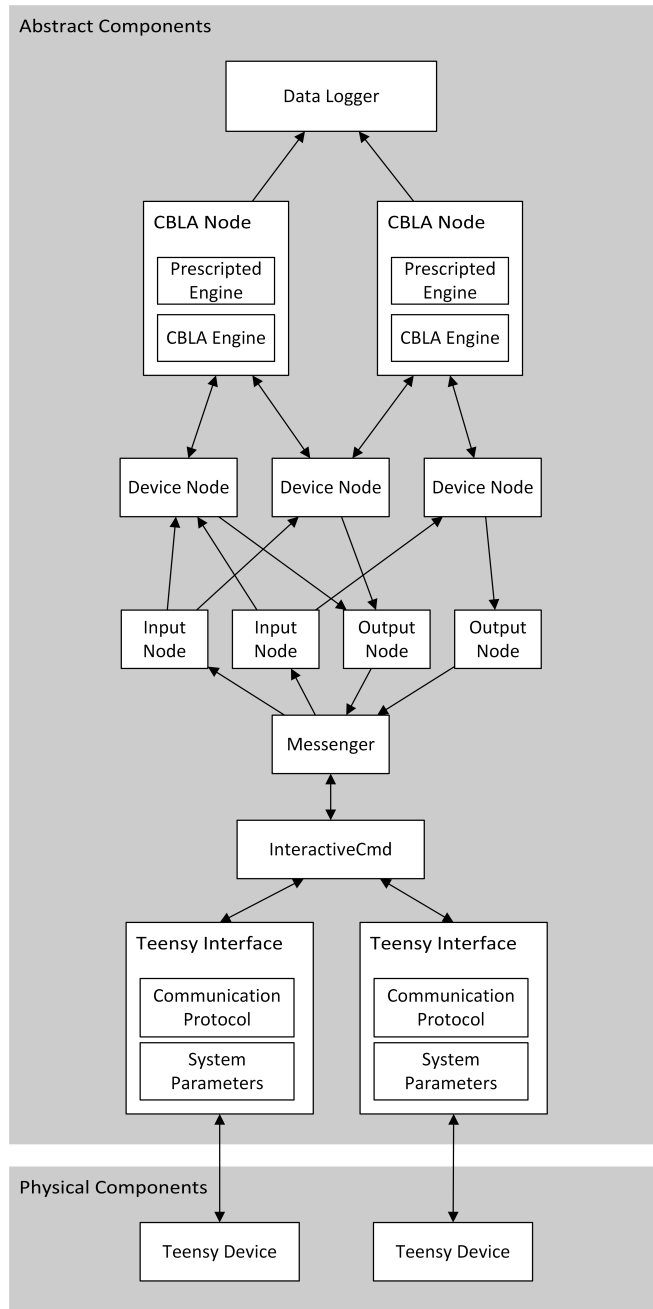 Abstract Components
Data Logger
CBLA Node
Prescripted
Engine
CBLA Engine
CBLA Node
Prescripted
Engine
CBLA Engine
Device Node
Device Node
Device Node
Input
Node
Input
Node
Output
Node
Output
Node
Messenger
InteractiveCmd
Teensy Interface
Communication
Protocol
System
Parameters
Teensy Interface
Communication
Protocol
System
Parameters
Physical Components
Teensy Device
Teensy Device